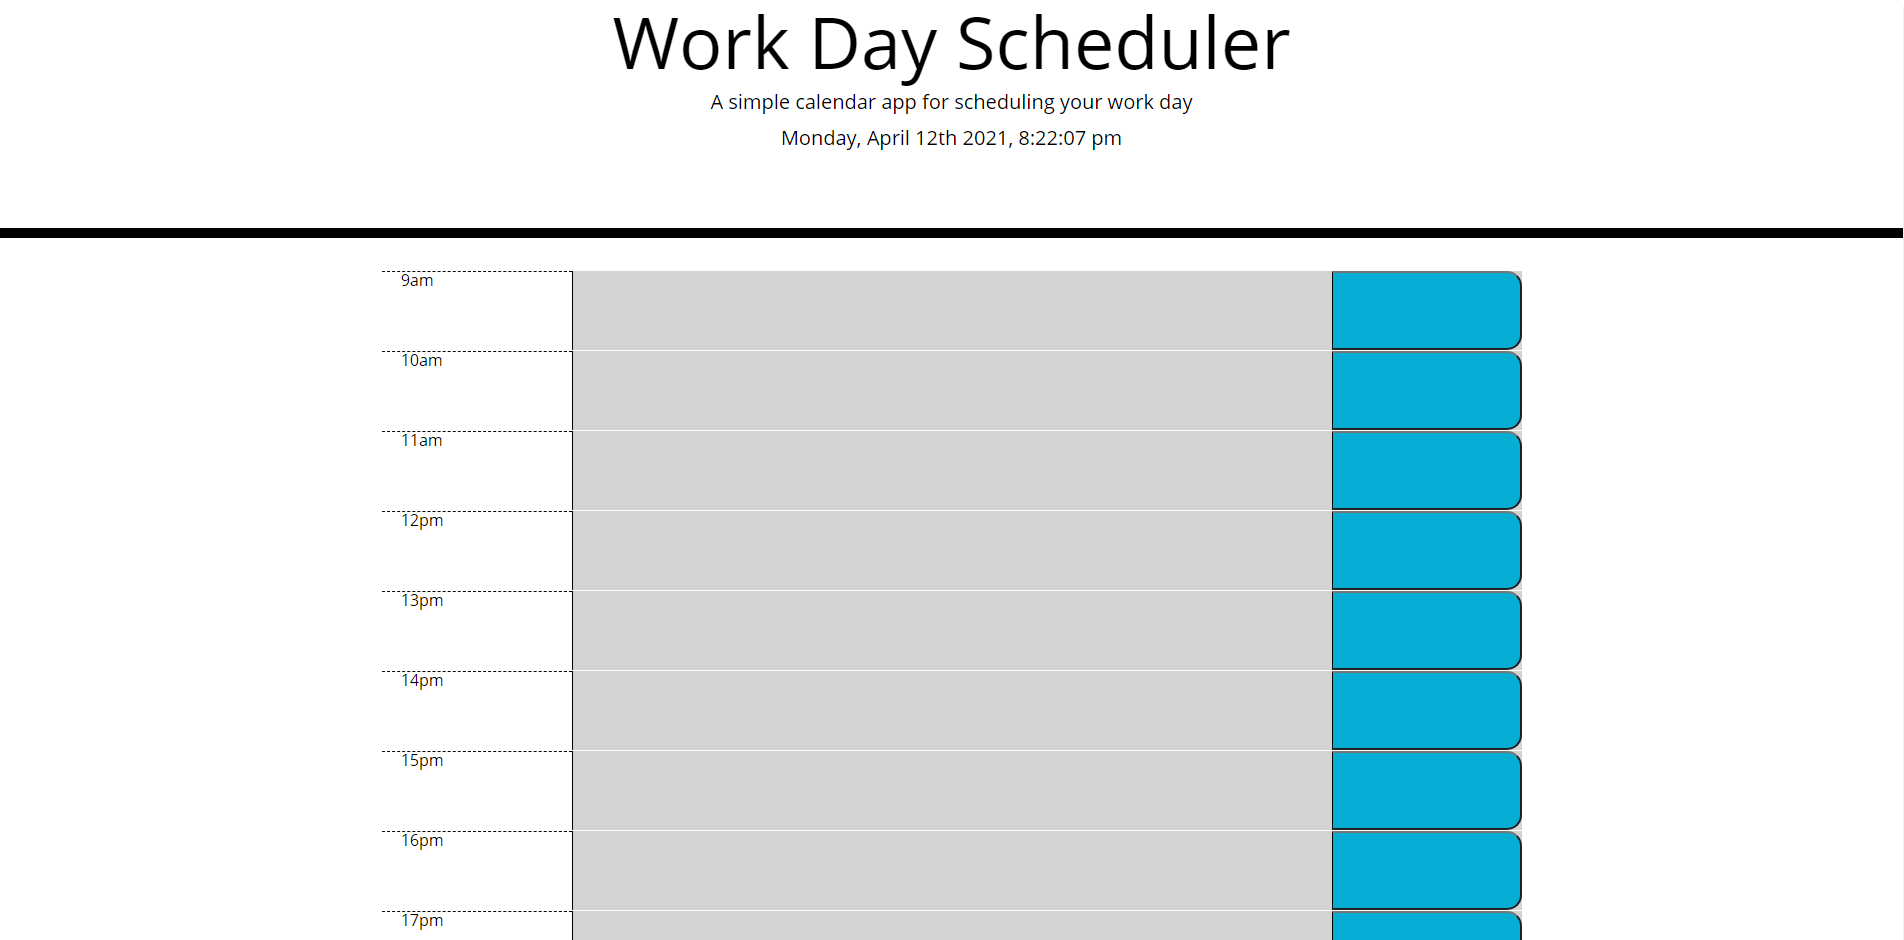 Work Day Scheduler
A simple calendar app for scheduling your work day
Monday, April 12th 2021, 8:22:07 pm
9am
10am
11am
12pm
13pm
14pm
15pm
16pm
17pm